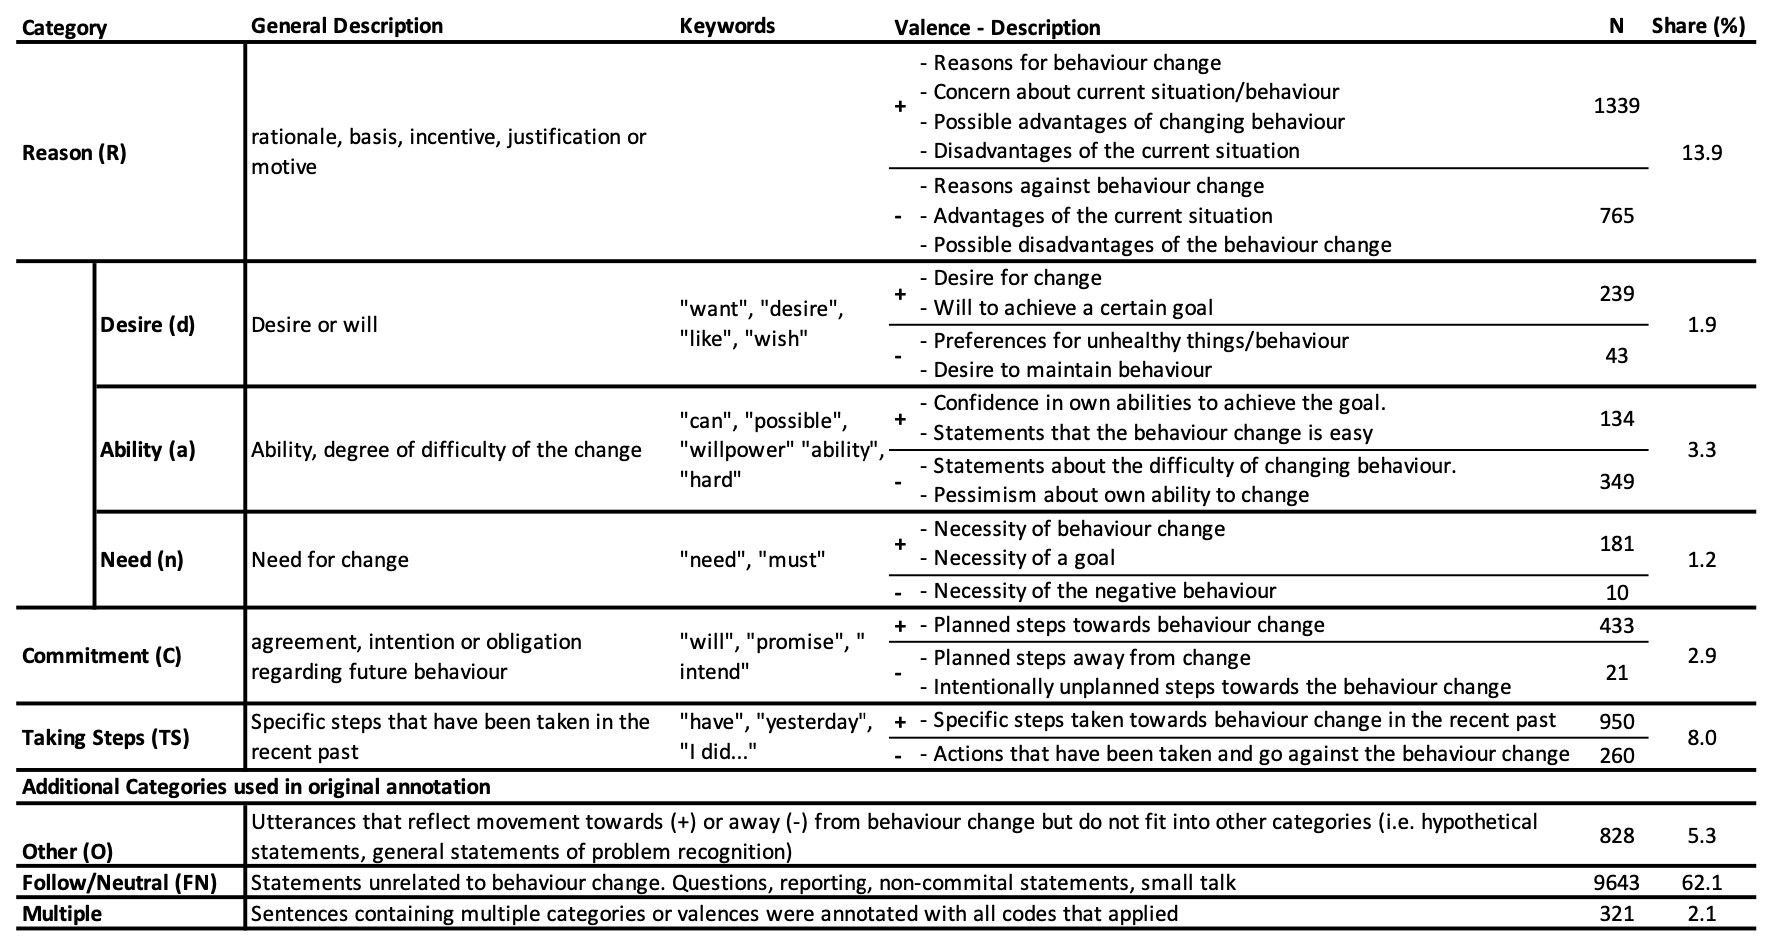 Category General Description Keywords Valence - Description N Share (%)
Reason (R)
rationale, basis, incentive, justification or
motive
+
- Reasons for behaviour change
- Concern about current situation/behaviour
- Possible advantages of changing behaviour
- Disadvantages of the current situation
1339
-
- Reasons against behaviour change
- Advantages of the current situation
- Possible disadvantages of the behaviour change
765
13.9
Desire (d)
Desire or will
"want", "desire",
"like", "wish"
+
- Desire for change
- Will to achieve a certain goal
239
-
- Preferences for unhealthy things/behaviour
- Desire to maintain behaviour
43
1.9
Ability (a)
Ability, degree of difficulty of the change
"can", "possible",
"willpower" "ability",
"hard"
+
- Confidence in own abilities to achieve the goal.
- Statements that the behaviour change is easy
134
-
- Statements about the difficulty of changing behaviour.
- Pessimism about own ability to change
349
3.3
Need (n)
Need for change
"need", "must"
+
- Necessity of behaviour change
- Necessity of a goal
181
- - Necessity of the negative behaviour
10
1.2
Commitment (C)
agreement, intention or obligation
regarding future behaviour
"will", "promise", "
intend"
+ - Planned steps towards behaviour change
433
-
- Planned steps away from change
- Intentionally unplanned steps towards the behaviour change
21
2.9
Taking Steps (TS)
Specific steps that have been taken in the
recent past
"have", "yesterday",
"I did..."
+ - Specific steps taken towards behaviour change in the recent past
950
- - Actions that have been taken and go against the behaviour change
260
8.0
Additional Categories used in original annotation
Other (O)
Utterances that reflect movement towards (+) or away (-) from behaviour change but do not fit into other categories (i.e. hypothetical
statements, general statements of problem recognition)
828
5.3
Follow/Neutral (FN) Statements unrelated to behaviour change. Questions, reporting, non-commital statements, small talk 9643 62.1
Multiple Sentences containing multiple categories or valences were annotated with all codes that applied 321 2.1